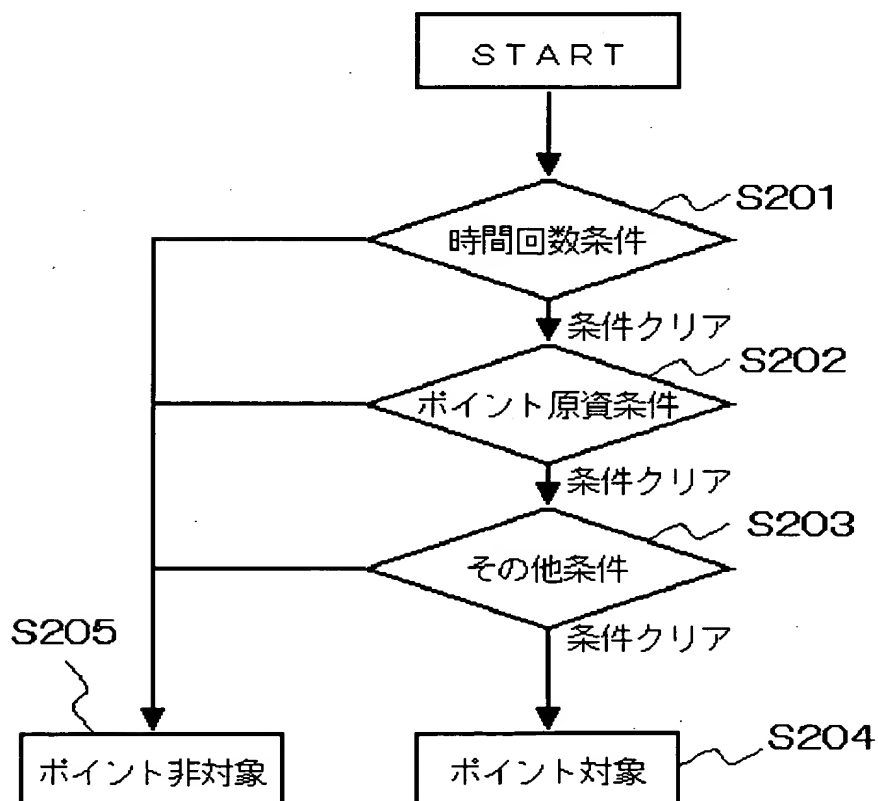 START
S201
時間回数条件
条件クリア
S202
ポイント原資条件
条件クリア
S203
その他条件
条件クリア
S205
S204
ポイント非対象
ポイント対象